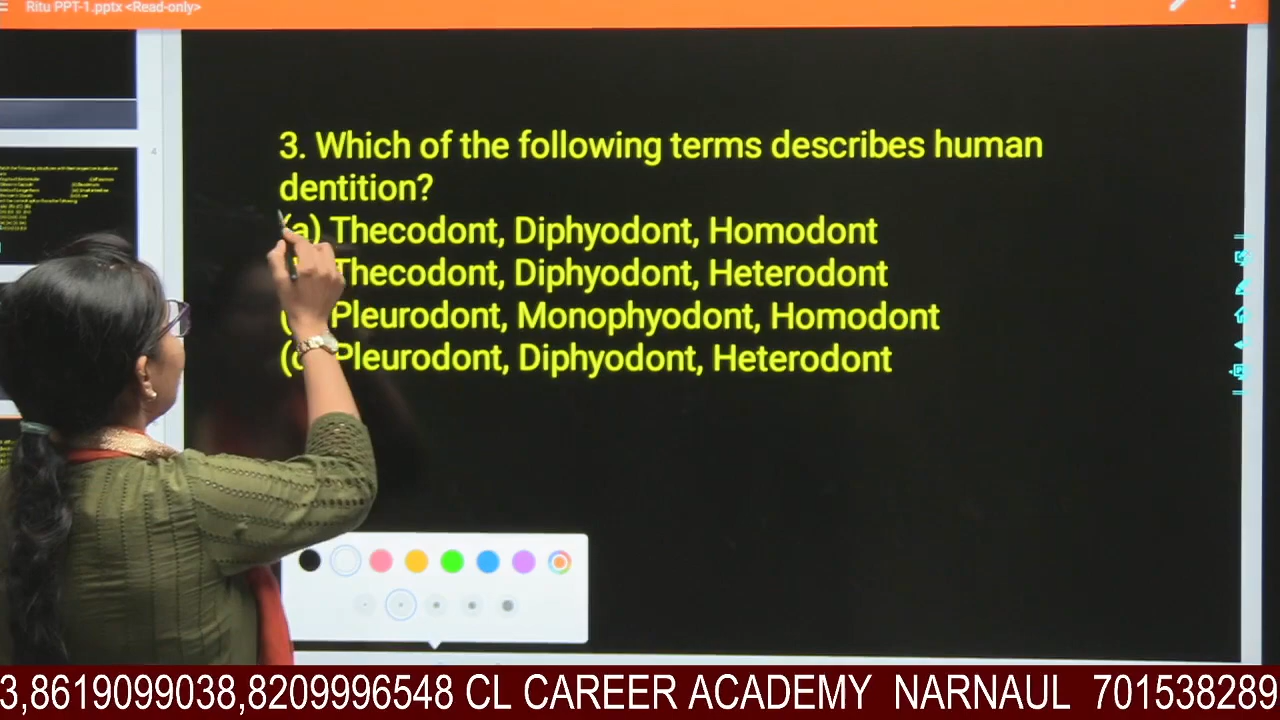 Ritu PPT-1.pptx <Read-only>
4
3. Which of the following terms describes human
dentition?
(a) Thecodont, Diphyodont, Homodont
Thecodont, Diphyodont, Heterodont
Pleurodont, Monophyodont, Homodont
Pleurodont, Diphyodont, Heterodont
3,8619099038,8209996548 CL CAREER ACADEMY NARNAUL 701538289